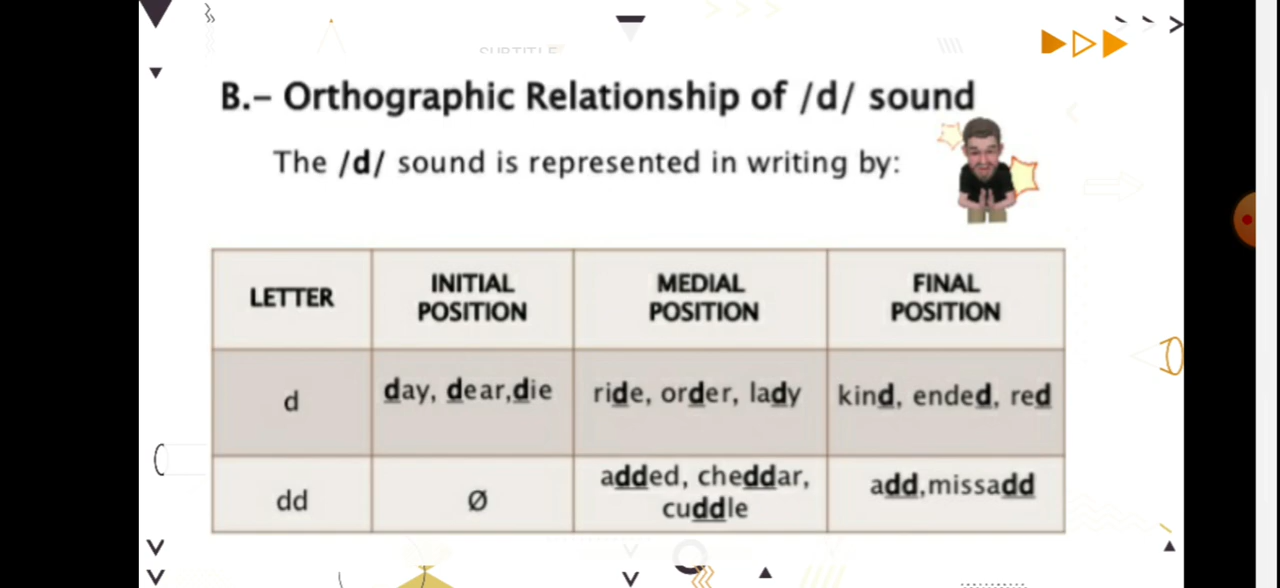 SUBTITLE
B.- Orthographic Relationship of /d/ sound
The /d/ sound is represented in writing by:
LETTER
INITIAL
POSITION
MEDIAL
POSITION
FINAL
POSITION
d
day, dear,die
ride, order, lady
kind, ended, red
dd
Ø
added, cheddar,
cuddle
add,missadd